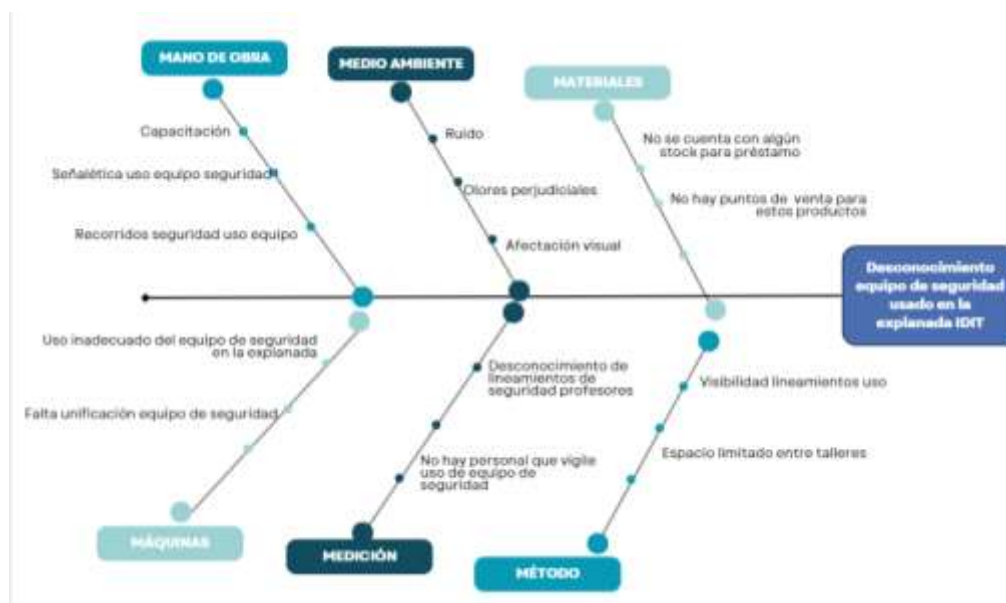 MANO DE OBRA
Capacitación
Señalética uso equipo seguridad
Recorridos seguridad uso equipo
MEDIO AMBIENTE
Ruido
Olores perjudiciales
Afectación visual
MATERIALES
No se cuenta con algún
stock para préstamo
No hay puntos de venta para
estos productos
Desconocimiento
equipo de seguridad
usado en la
explanada IDIT
Uso inadecuado del equipo de seguridad
en la explanada
Falta unificación equipo de seguridad
MÁQUINAS
Desconocimiento de
lineamientos de
seguridad profesores
No hay personal que vigile
uso de equipo de
seguridad
MEDICIÓN
Visibilidad lineamientos uso
Espacio limitado entre talleres
MÉTODO